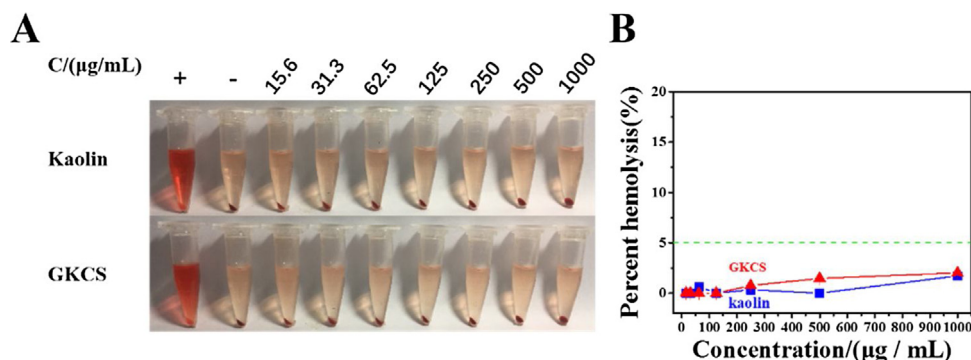 A
C/(μg/mL)
+ - 15.6 31.3 62.5 125 250 500 1000
Kaolin
GKCS
B
Percent hemolysis(%)
20
15
10
5
0
GKCS
kaolin
0 100 200 300 400 500 600 700 800 900 1000
Concentration/(μg / mL)